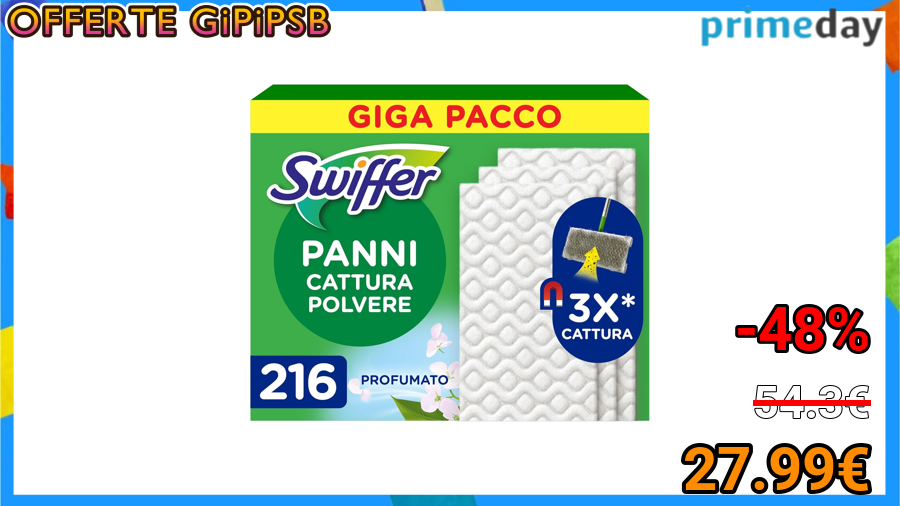 OFFERTE GiPiPSB
primeday
GIGA PACCO
Swiffer
PANNI
CATTURA
POLVERE
3X*
CATTURA
216
PROFUMATO
-48%
54.3€
27.99€